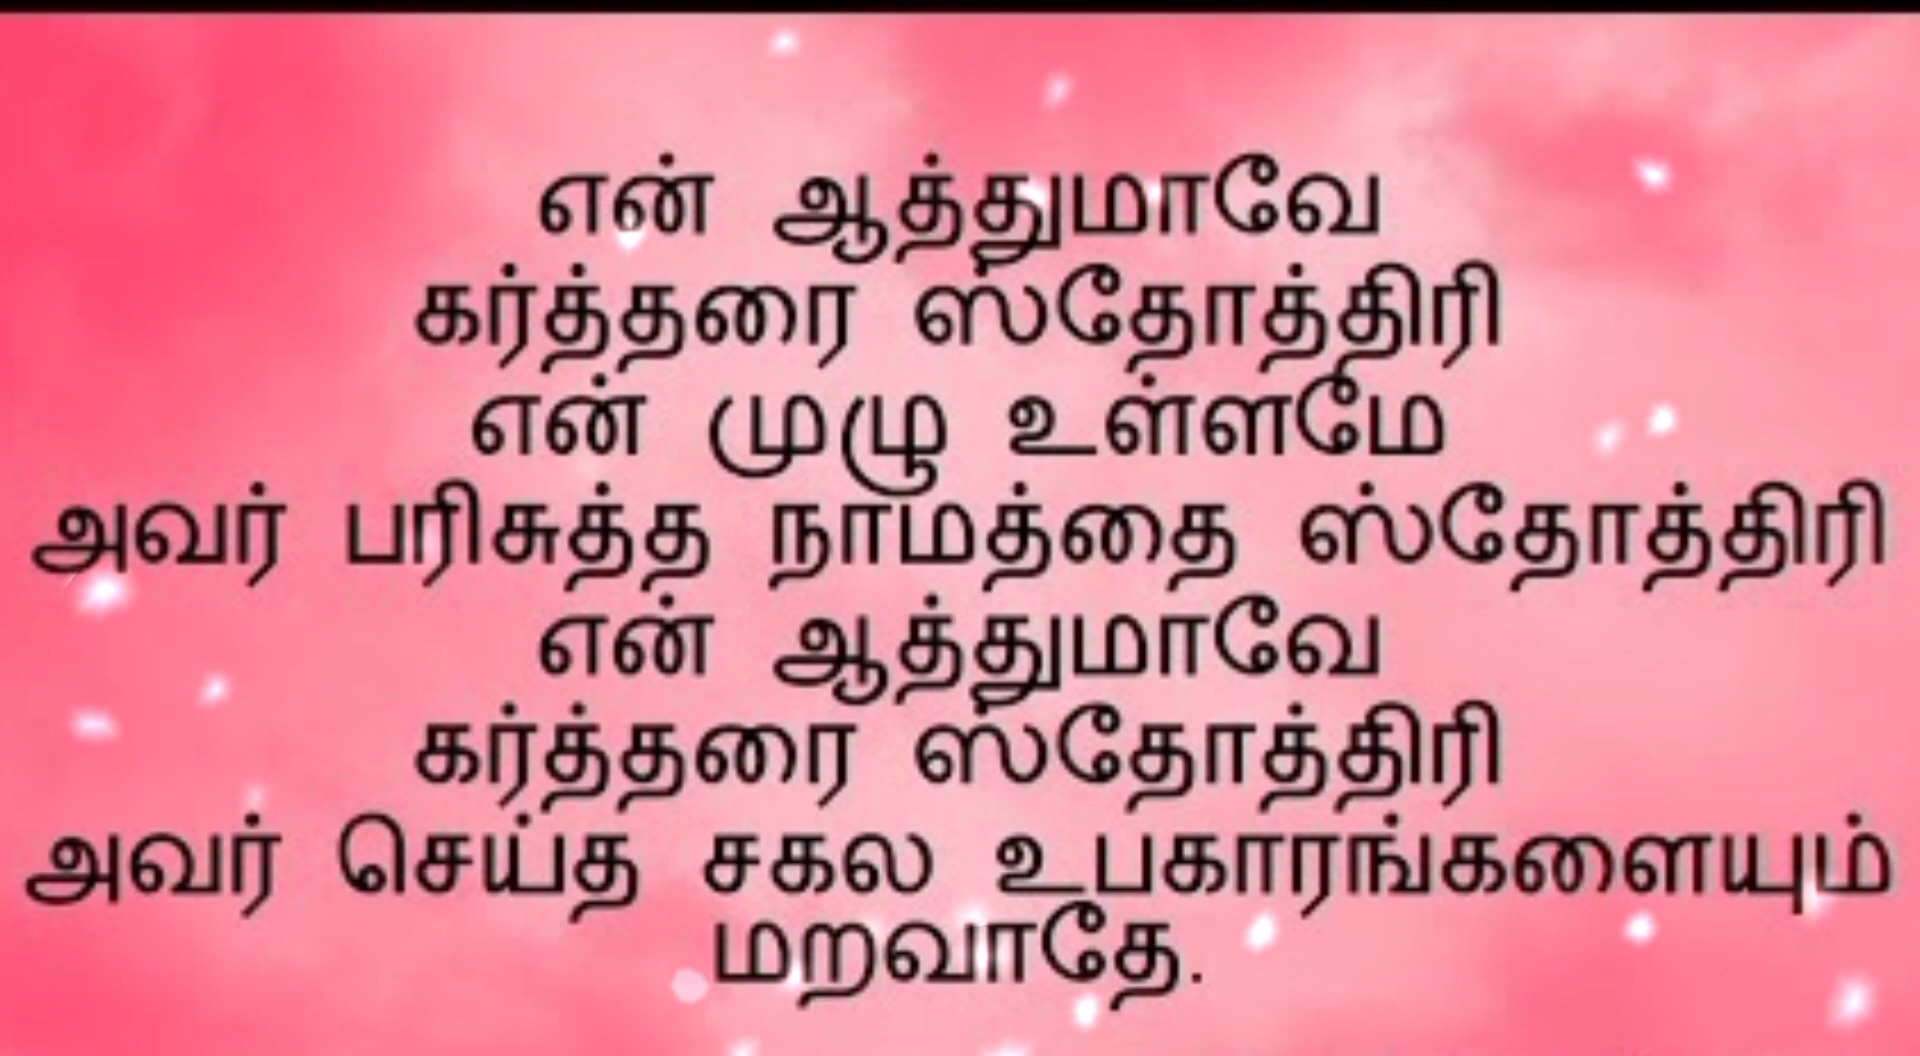 என் ஆத்துமாவே
கர்த்தரை ஸ்தோத்திரி
என் முழு உள்ளமே
அவர் பரிசுத்த நாமத்தை ஸ்தோத்திரி
என் ஆத்துமாவே
கர்த்தரை ஸ்தோத்திரி
அவர் செய்த சகல உபகாரங்களையும்
மறவாதே.